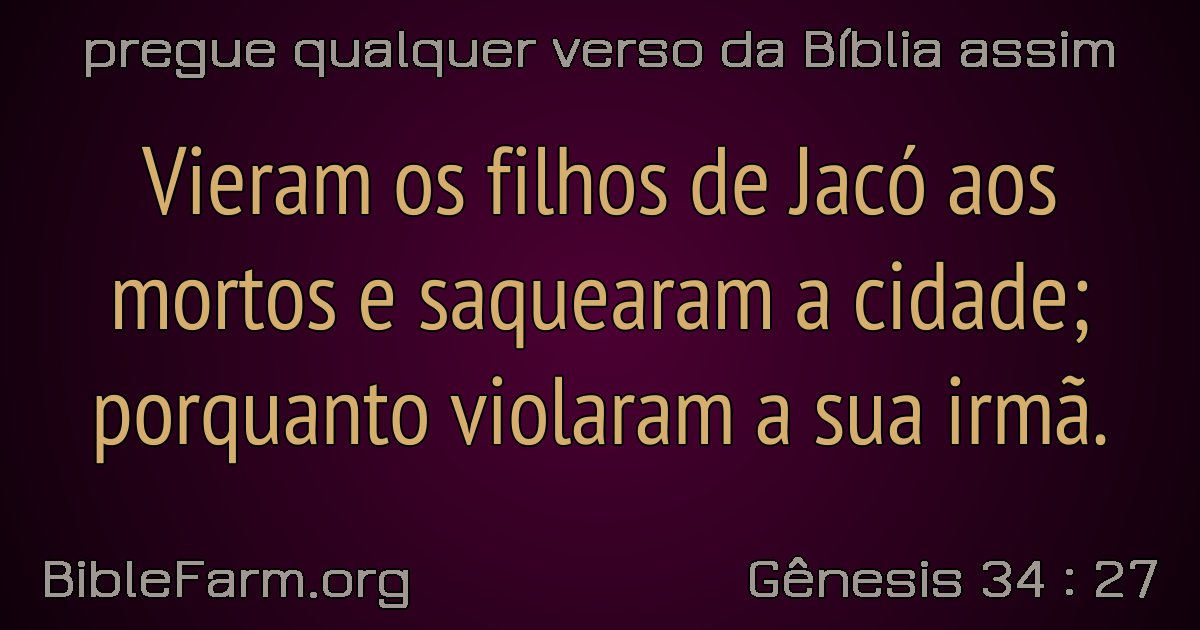 pregue qualquer verso da Bíblia assim
Vieram os filhos de Jacó aos
mortos e saquearam a cidade;
porquanto violaram a sua irmã.
BibleFarm.org
Gênesis 34 : 27